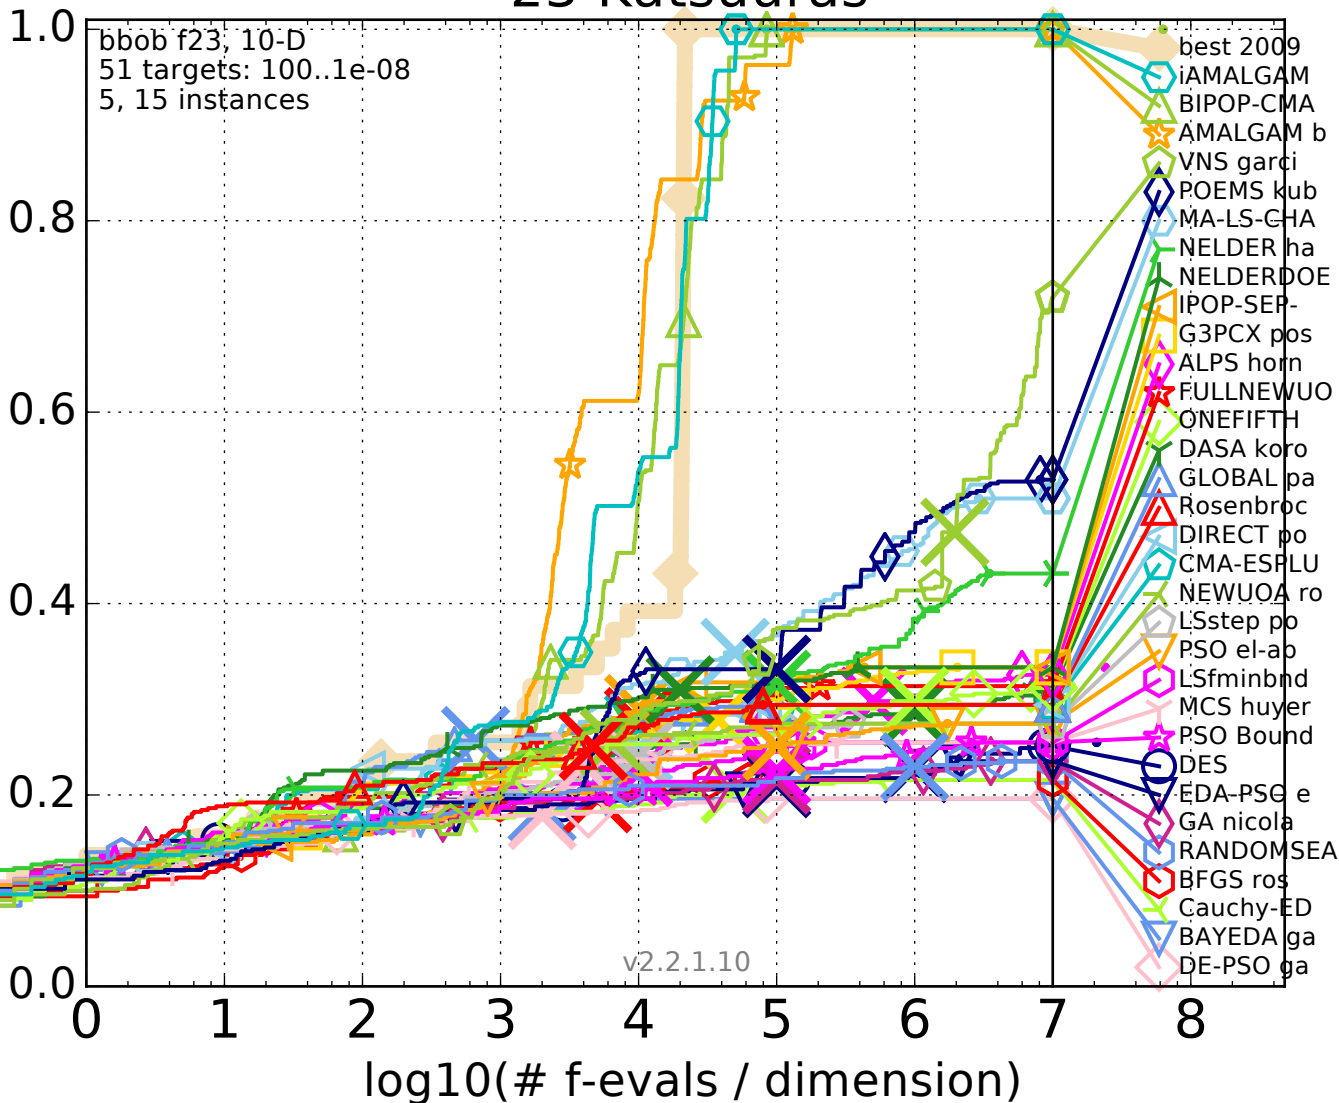 bbob f23, 10-D
51 targets: 100..1e-08
5, 15 instances
1.0
0.8
0.6
0.4
0.2
0.0
best 2009
iAMALGAM
BIPOP-CMA
AMALGAM b
VNS garci
POEMS kub
MA-LS-CHA
NELDER ha
NELDERDOE
IPOP-SEP-
G3PCX pos
ALPS horn
FULLNEWUO
ONEFIFTH
DASA koro
GLOBAL pa
Rosenbroc
DIRECT po
CMA-ESPLU
NEWUOA ro
LSstep po
PSO el-ab
LSfminbnd
MCS huyer
PSO Bound
DES
EDA-PSO e
GA nicola
RANDOMSEA
BFGS ros
Cauchy-ED
BAYEDA ga
DE-PSO ga
v2.2.1.10
0 1 2 3 4 5 6 7 8
log10(# f-evals / dimension)